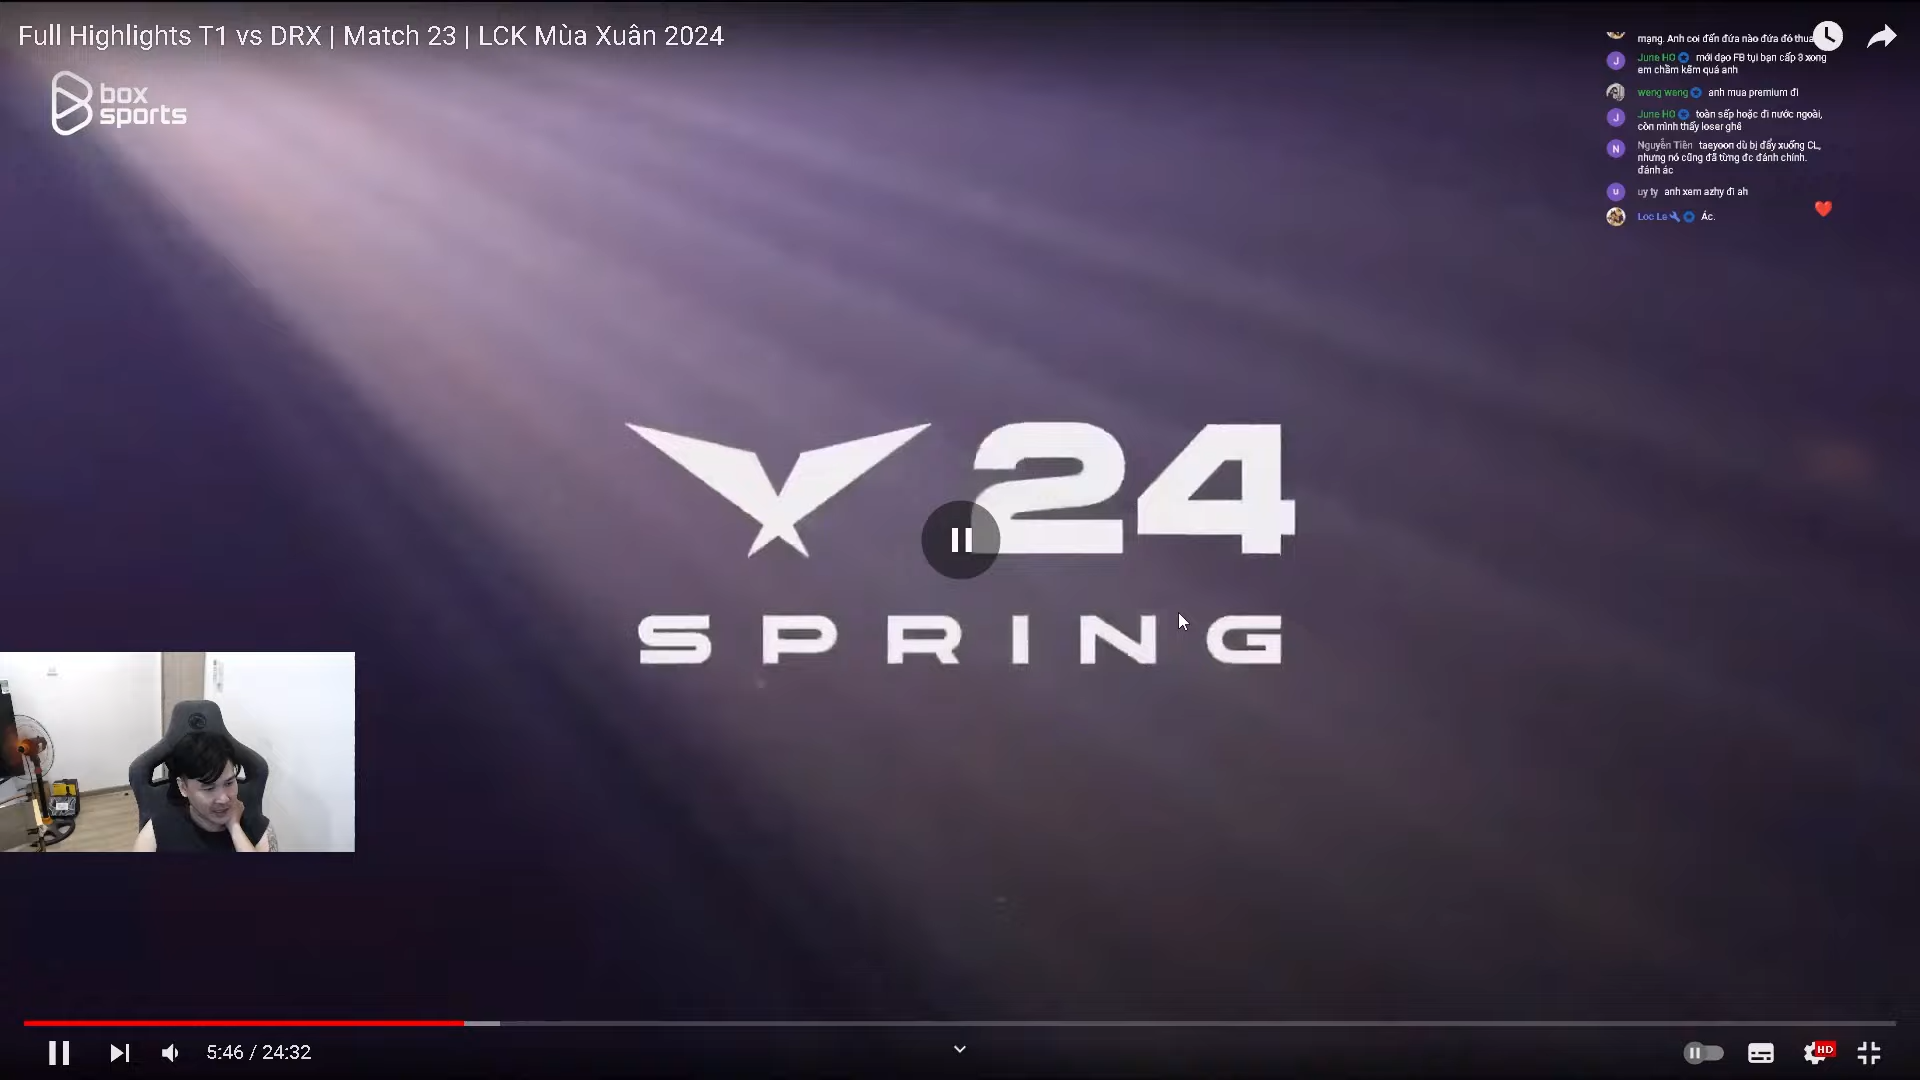 Full Highlights T1 vs DRX | Match 23 | LCK Mùa Xuân 2024
box
sports
mạng. Anh coi đến đứa nào đứa đó thua
J June HO mới dạo FB tụi bạn cấp 3 xong
em chằm kẽm quá anh
weng weng anh mua premium đi
J June HO toàn sếp hoặc đi nước ngoài,
còn mình thấy loser ghê
N Nguyễn Tiên taeyoon dù bị đẩy xuống CL,
nhưng nó cũng đã từng đc đánh chính.
đánh ác
u uy ty anh xem azhy đi ah
Loc Le Ác.
24
SPRING
5:46 / 24:32
HD